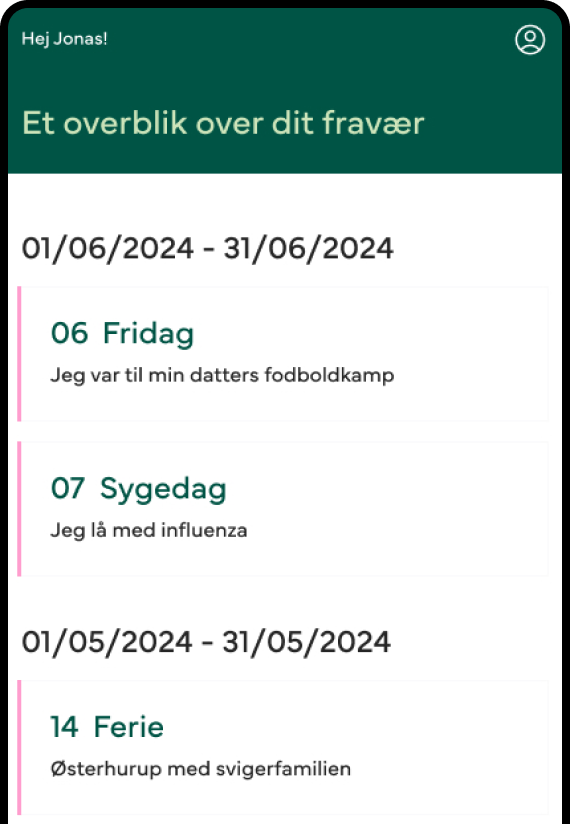 Hej Jonas!
Et overblik over dit fravær
01/06/2024 - 31/06/2024
06 Fridag
Jeg var til min datters fodboldkamp
07 Sygedag
Jeg lå med influenza
01/05/2024 - 31/05/2024
14 Ferie
Østerhurup med svigerfamilien